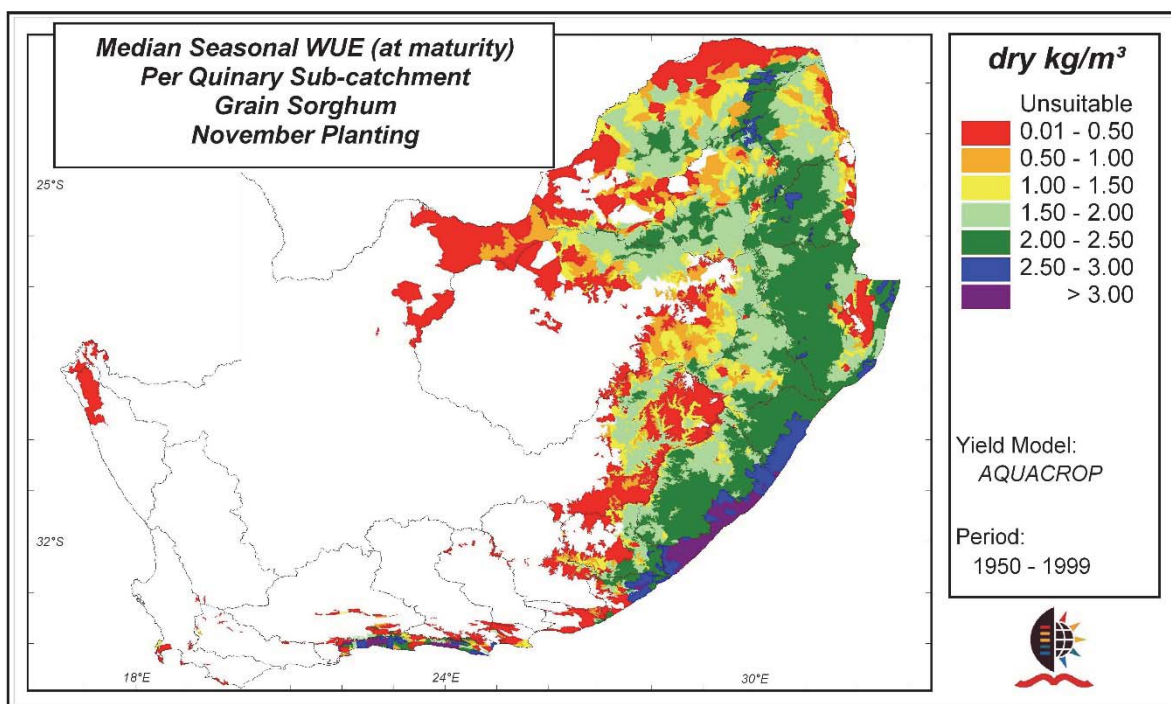 Median Seasonal WUE (at maturity)
Per Quinary Sub-catchment
Grain Sorghum
November Planting
dry kg/m³
Unsuitable
0.01 - 0.50
0.50 - 1.00
1.00 - 1.50
1.50 - 2.00
2.00 - 2.50
2.50 - 3.00
> 3.00
Yield Model:
AQUACROP
Period:
1950 - 1999
25°S
32°S
18°E
24°E
30°E